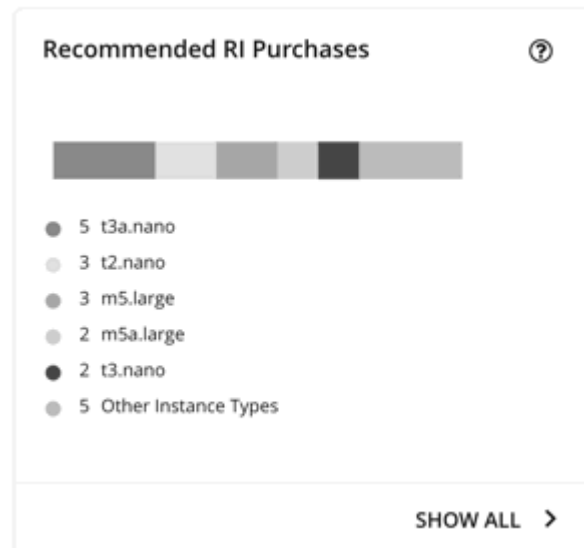 Recommended RI Purchases
5 t3a.nano
3 t2.nano
3 m5.large
2 m5a.large
2 t3.nano
5 Other Instance Types
SHOW ALL